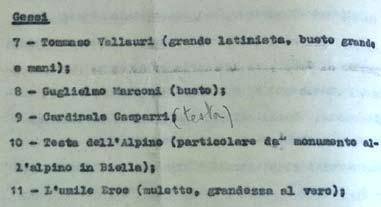 Gessi
7 - Tommaso Vallauri (grande latinista, busto grande
e mani);
8 - Guglielmo Marconi (busto);
9 - Cardinale Gasparri; (testa)
10 - Testa dell'Alpino (particolare da monumento al-
l'alpino in Biella);
11 - L'umile Eroe (muletto, grandezza al vero);